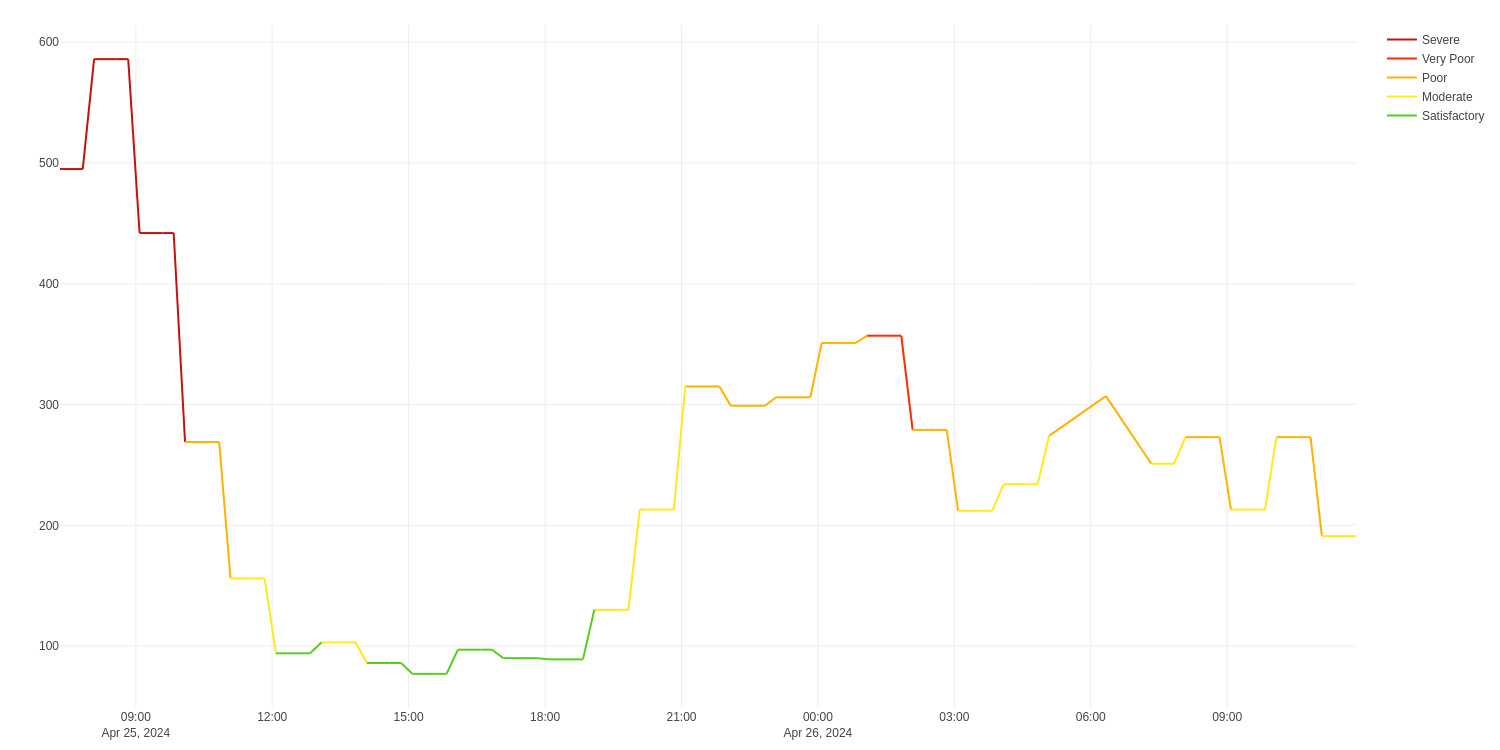 600
500
400
300
200
100
09:00
Apr 25, 2024
12:00
15:00
18:00
21:00
00:00
Apr 26, 2024
03:00
06:00
09:00
Severe
Very Poor
Poor
Moderate
Satisfactory